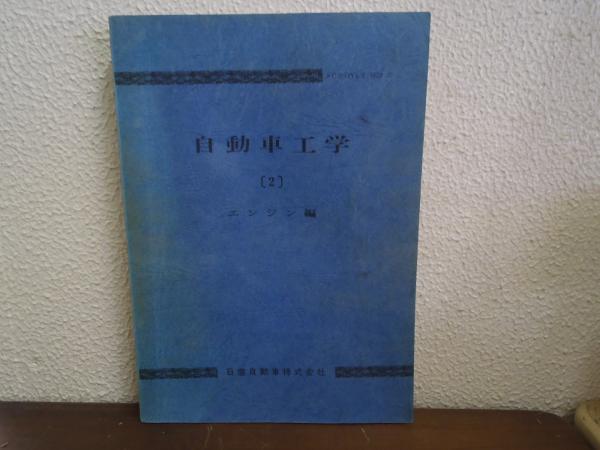 自動車工学
〔2〕
エンジン編
日産自動車株式会社